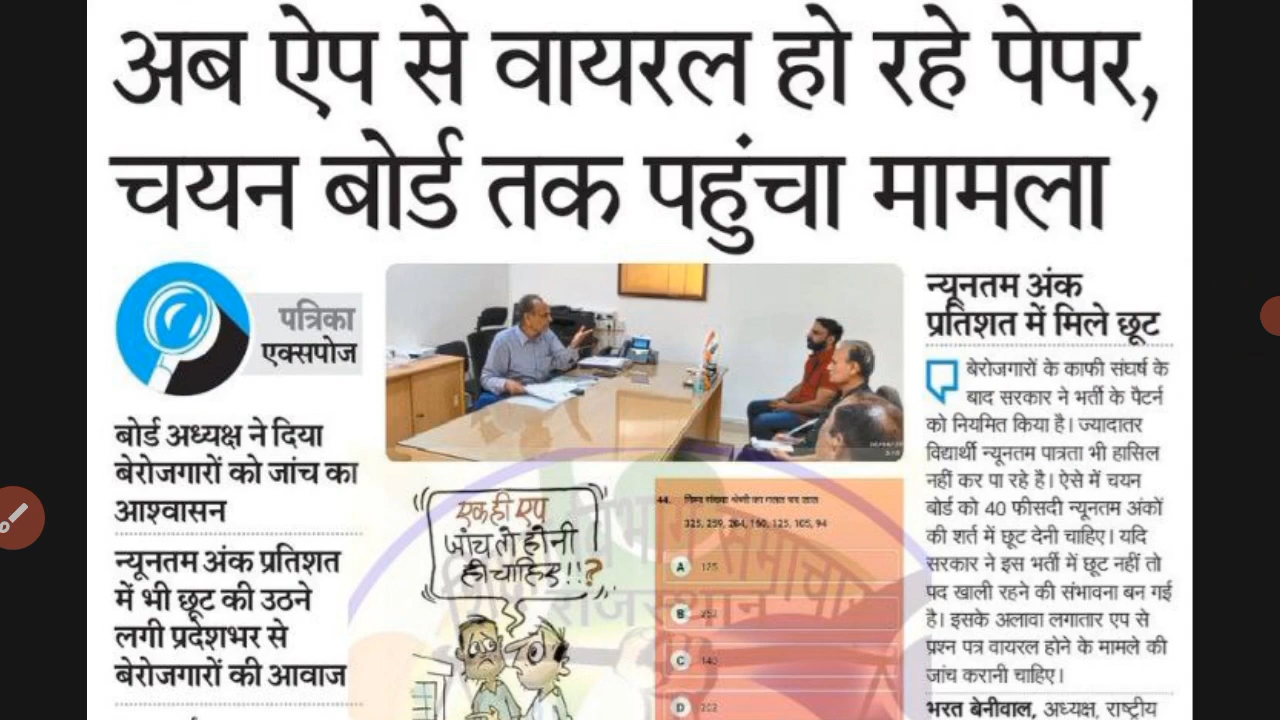 अब ऐप से वायरल हो रहे पेपर,
चयन बोर्ड तक पहुंचा मामला
पत्रिका
एक्सपोज
बोर्ड अध्यक्ष ने दिया
बेरोजगारों को जांच का
आश्वासन
न्यूनतम अंक प्रतिशत
में भी छूट की उठने
लगी प्रदेशभर से
बेरोजगारों की आवाज
एक ही एप
जांच तो होनी
ही चाहिए!!?
44.
325, 259, 204, 160, 125, 105, 94
A 125
B
C
D
विभाग समाचार
राजस्थान
न्यूनतम अंक
प्रतिशत में मिले छूट
बेरोजगारों के काफी संघर्ष के
बाद सरकार ने भर्ती के पैटर्न
को नियमित किया है। ज्यादातर
विद्यार्थी न्यूनतम पात्रता भी हासिल
नहीं कर पा रहे है। ऐसे में चयन
बोर्ड को 40 फीसदी न्यूनतम अंकों
की शर्त में छूट देनी चाहिए। यदि
सरकार ने इस भर्ती में छूट नहीं तो
पद खाली रहने की संभावना बन गई
है। इसके अलावा लगातार एप से
प्रश्न पत्र वायरल होने के मामले की
जांच करानी चाहिए।
भरत बेनीवाल, अध्यक्ष, राष्ट्रीय